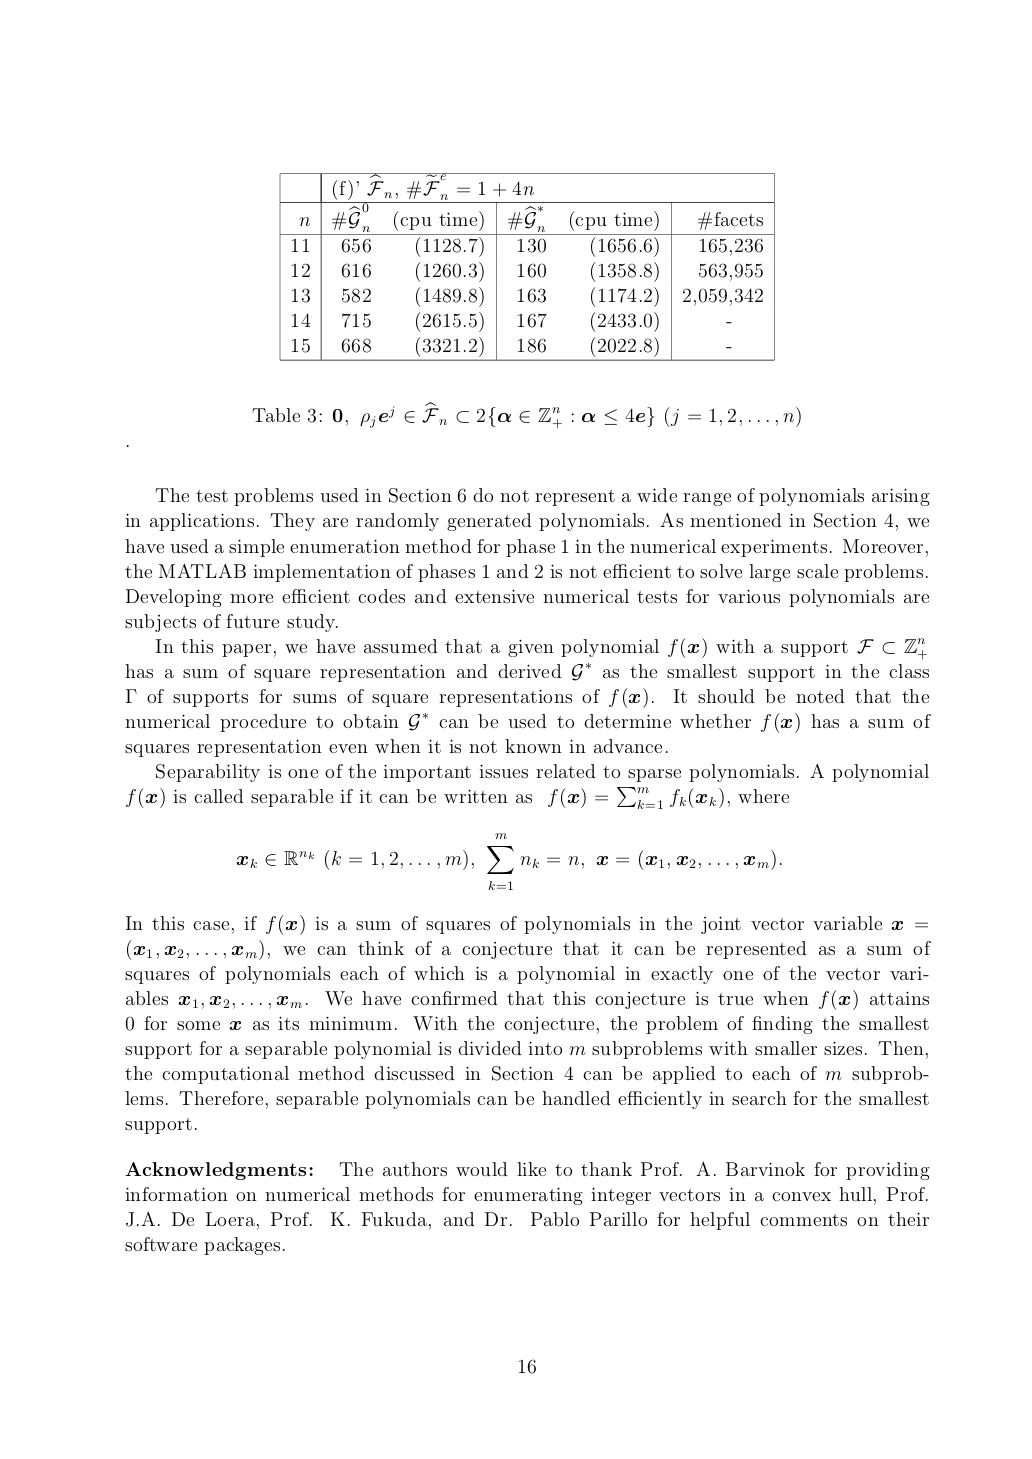 (f)' $\widehat{\mathcal{F}}_n$, #$\widetilde{\mathcal{F}}_n^e$ = 1 + 4n
n #$\widehat{\mathcal{G}}_n^0$ (cpu time) #$\widehat{\mathcal{G}}_n^*$ (cpu time) #facets
11 656 (1128.7) 130 (1656.6) 165,236
12 616 (1260.3) 160 (1358.8) 563,955
13 582 (1489.8) 163 (1174.2) 2,059,342
14 715 (2615.5) 167 (2433.0) -
15 668 (3321.2) 186 (2022.8) -
Table 3: $\mathbf{0},\ \rho_j \boldsymbol{e}^j \in \widehat{\mathcal{F}}_n \subset 2\{\boldsymbol{\alpha} \in \mathbb{Z}_+^n : \boldsymbol{\alpha} \leq 4\boldsymbol{e}\}\ (j = 1, 2, \ldots, n)$
.
The test problems used in Section 6 do not represent a wide range of polynomials arising
in applications. They are randomly generated polynomials. As mentioned in Section 4, we
have used a simple enumeration method for phase 1 in the numerical experiments. Moreover,
the MATLAB implementation of phases 1 and 2 is not efficient to solve large scale problems.
Developing more efficient codes and extensive numerical tests for various polynomials are
subjects of future study.
In this paper, we have assumed that a given polynomial $f(\boldsymbol{x})$ with a support $\mathcal{F} \subset \mathbb{Z}_+^n$
has a sum of square representation and derived $\mathcal{G}^*$ as the smallest support in the class
Γ of supports for sums of square representations of $f(\boldsymbol{x})$. It should be noted that the
numerical procedure to obtain $\mathcal{G}^*$ can be used to determine whether $f(\boldsymbol{x})$ has a sum of
squares representation even when it is not known in advance.
Separability is one of the important issues related to sparse polynomials. A polynomial
$f(\boldsymbol{x})$ is called separable if it can be written as $f(\boldsymbol{x}) = \sum_{k=1}^m f_k(\boldsymbol{x}_k)$, where
$\boldsymbol{x}_k \in \mathbb{R}^{n_k}\ (k = 1, 2, \ldots, m),\ \sum_{k=1}^m n_k = n,\ \boldsymbol{x} = (\boldsymbol{x}_1, \boldsymbol{x}_2, \ldots, \boldsymbol{x}_m).$
In this case, if $f(\boldsymbol{x})$ is a sum of squares of polynomials in the joint vector variable $\boldsymbol{x}$ =
$(\boldsymbol{x}_1, \boldsymbol{x}_2, \ldots, \boldsymbol{x}_m)$, we can think of a conjecture that it can be represented as a sum of
squares of polynomials each of which is a polynomial in exactly one of the vector vari-
ables $\boldsymbol{x}_1, \boldsymbol{x}_2, \ldots, \boldsymbol{x}_m$. We have confirmed that this conjecture is true when $f(\boldsymbol{x})$ attains
0 for some $\boldsymbol{x}$ as its minimum. With the conjecture, the problem of finding the smallest
support for a separable polynomial is divided into $m$ subproblems with smaller sizes. Then,
the computational method discussed in Section 4 can be applied to each of $m$ subprob-
lems. Therefore, separable polynomials can be handled efficiently in search for the smallest
support.
Acknowledgments: The authors would like to thank Prof. A. Barvinok for providing
information on numerical methods for enumerating integer vectors in a convex hull, Prof.
J.A. De Loera, Prof. K. Fukuda, and Dr. Pablo Parillo for helpful comments on their
software packages.
16